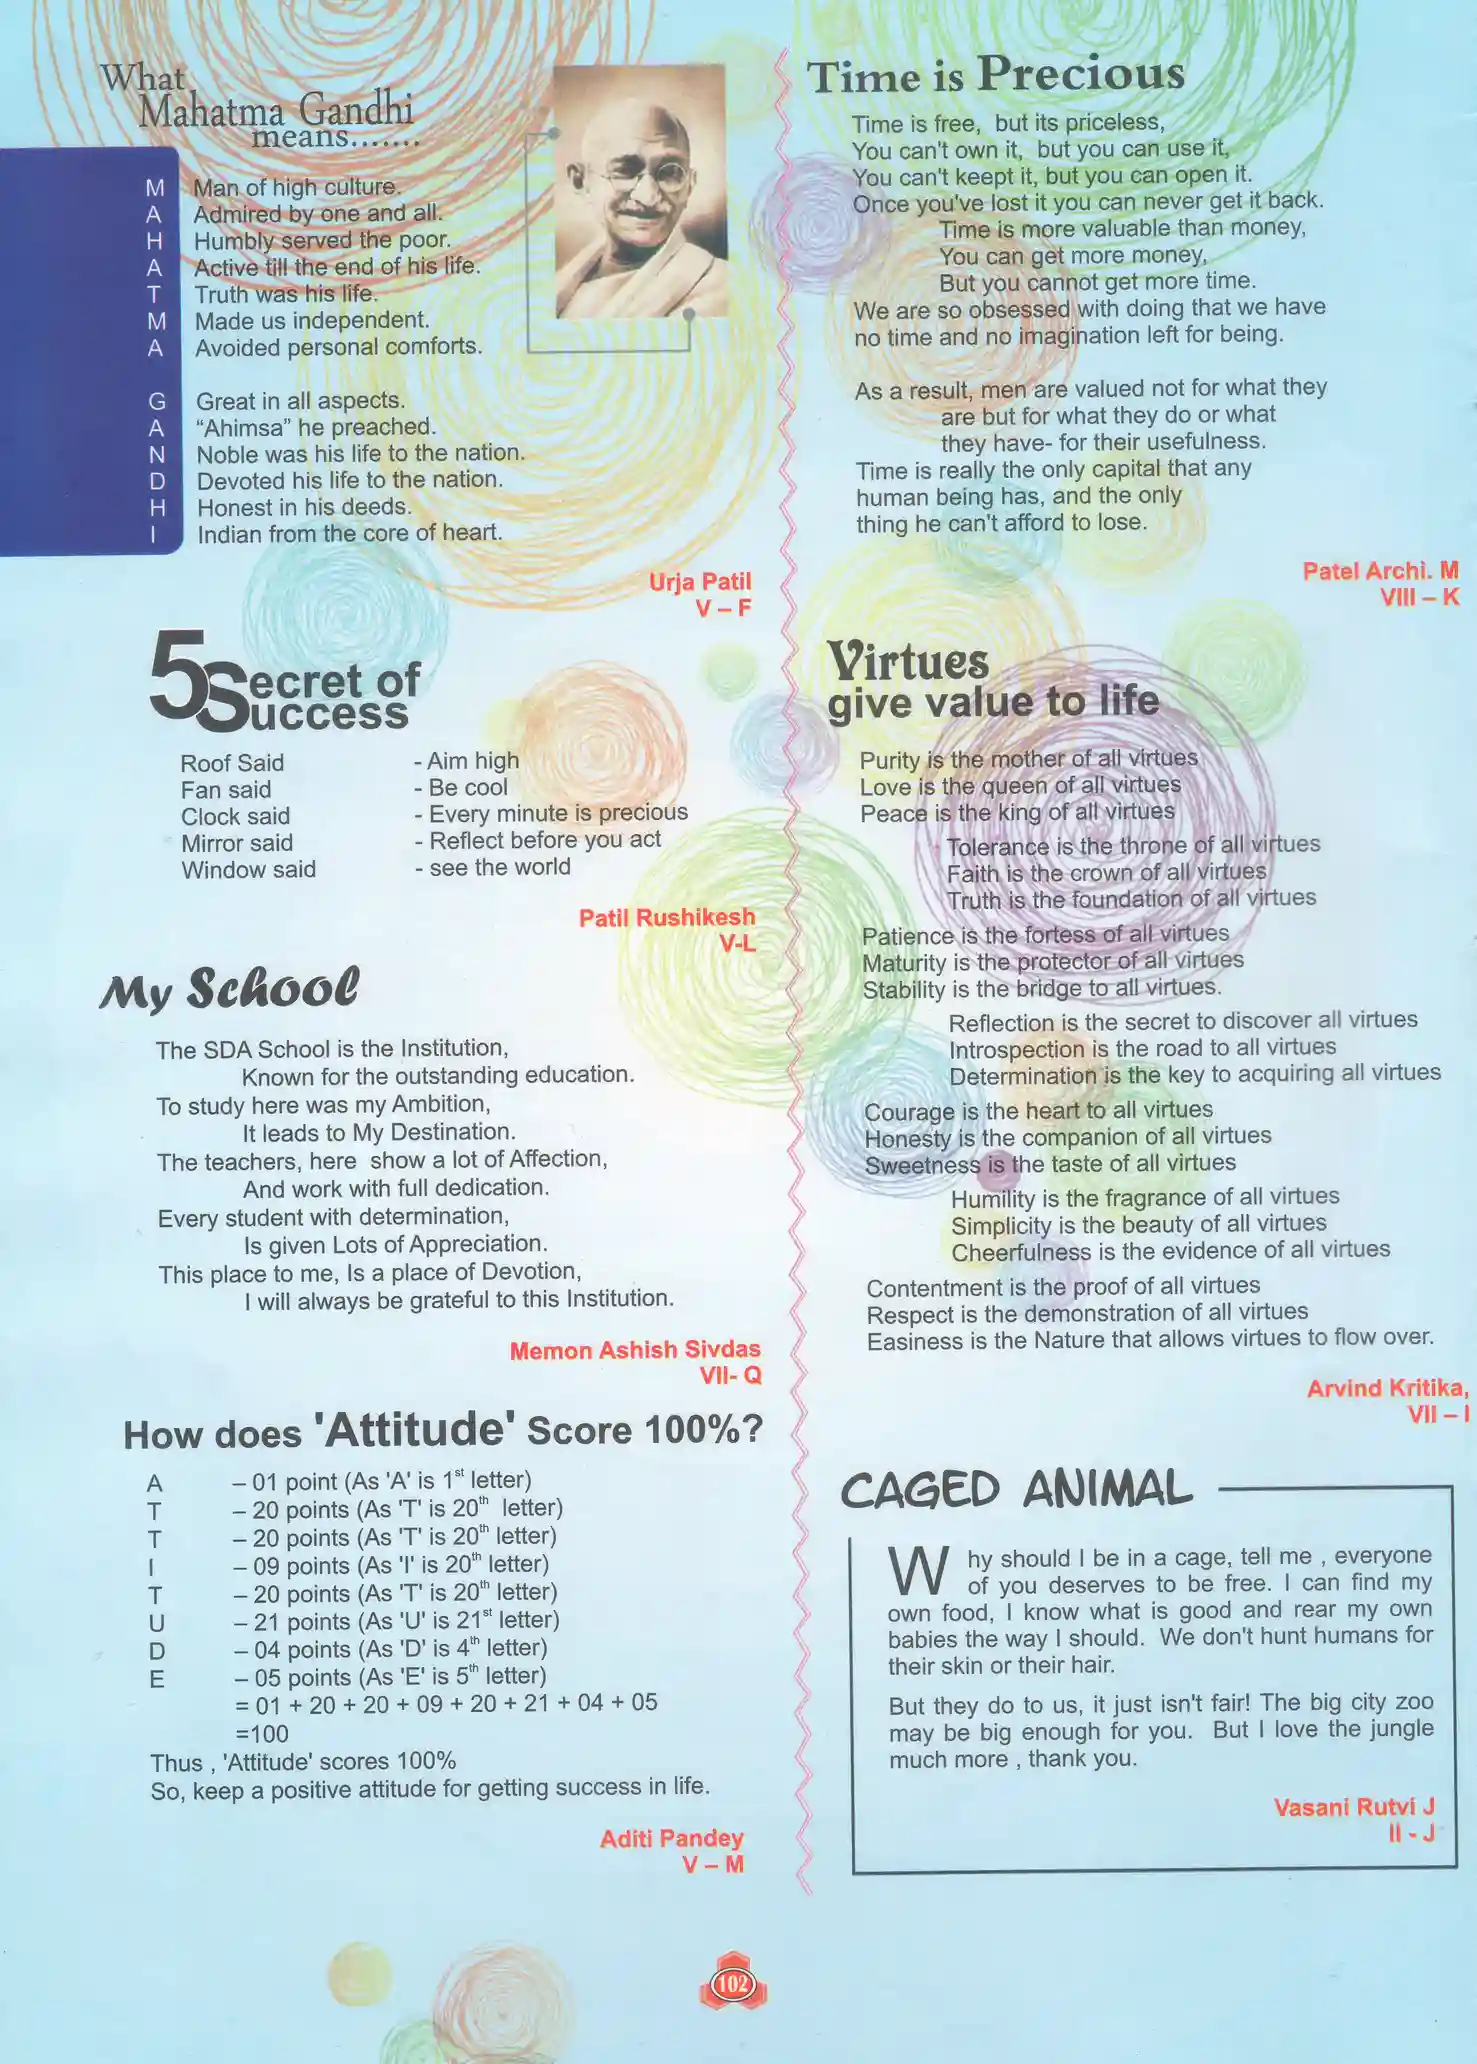 What
Mahatma Gandhi
means.......
M Man of high culture.
A Admired by one and all.
H Humbly served the poor.
A Active till the end of his life.
T Truth was his life.
M Made us independent.
A Avoided personal comforts.
G Great in all aspects.
A “Ahimsa” he preached.
N Noble was his life to the nation.
D Devoted his life to the nation.
H Honest in his deeds.
I Indian from the core of heart.
Urja Patil
V – F
5 Secret of
Success
Roof Said - Aim high
Fan said - Be cool
Clock said - Every minute is precious
Mirror said - Reflect before you act
Window said - see the world
Patil Rushikesh
V-L
My School
The SDA School is the Institution,
Known for the outstanding education.
To study here was my Ambition,
It leads to My Destination.
The teachers, here show a lot of Affection,
And work with full dedication.
Every student with determination,
Is given Lots of Appreciation.
This place to me, Is a place of Devotion,
I will always be grateful to this Institution.
Memon Ashish Sivdas
VII- Q
How does 'Attitude' Score 100%?
A – 01 point (As 'A' is 1st letter)
T – 20 points (As 'T' is 20th letter)
T – 20 points (As 'T' is 20th letter)
I – 09 points (As 'I' is 20th letter)
T – 20 points (As 'T' is 20th letter)
U – 21 points (As 'U' is 21st letter)
D – 04 points (As 'D' is 4th letter)
E – 05 points (As 'E' is 5th letter)
= 01 + 20 + 20 + 09 + 20 + 21 + 04 + 05
=100
Thus , 'Attitude' scores 100%
So, keep a positive attitude for getting success in life.
Aditi Pandey
V – M
Time is Precious
Time is free, but its priceless,
You can't own it, but you can use it,
You can't keept it, but you can open it.
Once you've lost it you can never get it back.
Time is more valuable than money,
You can get more money,
But you cannot get more time.
We are so obsessed with doing that we have
no time and no imagination left for being.
As a result, men are valued not for what they
are but for what they do or what
they have- for their usefulness.
Time is really the only capital that any
human being has, and the only
thing he can't afford to lose.
Patel Archi. M
VIII – K
Virtues
give value to life
Purity is the mother of all virtues
Love is the queen of all virtues
Peace is the king of all virtues
Tolerance is the throne of all virtues
Faith is the crown of all virtues
Truth is the foundation of all virtues
Patience is the fortess of all virtues
Maturity is the protector of all virtues
Stability is the bridge to all virtues.
Reflection is the secret to discover all virtues
Introspection is the road to all virtues
Determination is the key to acquiring all virtues
Courage is the heart to all virtues
Honesty is the companion of all virtues
Sweetness is the taste of all virtues
Humility is the fragrance of all virtues
Simplicity is the beauty of all virtues
Cheerfulness is the evidence of all virtues
Contentment is the proof of all virtues
Respect is the demonstration of all virtues
Easiness is the Nature that allows virtues to flow over.
Arvind Kritika,
VII – I
CAGED ANIMAL
Why should I be in a cage, tell me , everyone
of you deserves to be free. I can find my
own food, I know what is good and rear my own
babies the way I should. We don't hunt humans for
their skin or their hair.
But they do to us, it just isn't fair! The big city zoo
may be big enough for you. But I love the jungle
much more , thank you.
Vasani Rutvi J
II - J
102